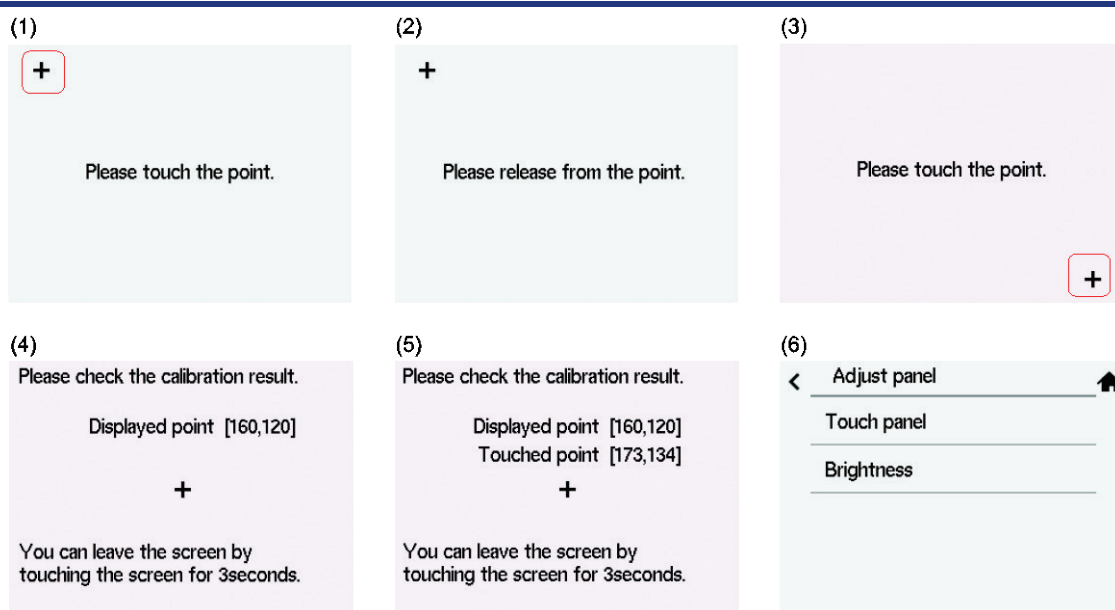 (1)
Please touch the point.
(2)
Please release from the point.
(3)
Please touch the point.
(4)
Please check the calibration result.
Displayed point [160,120]
You can leave the screen by
touching the screen for 3seconds.
(5)
Please check the calibration result.
Displayed point [160,120]
Touched point [173,134]
You can leave the screen by
touching the screen for 3seconds.
(6)
Adjust panel
Touch panel
Brightness